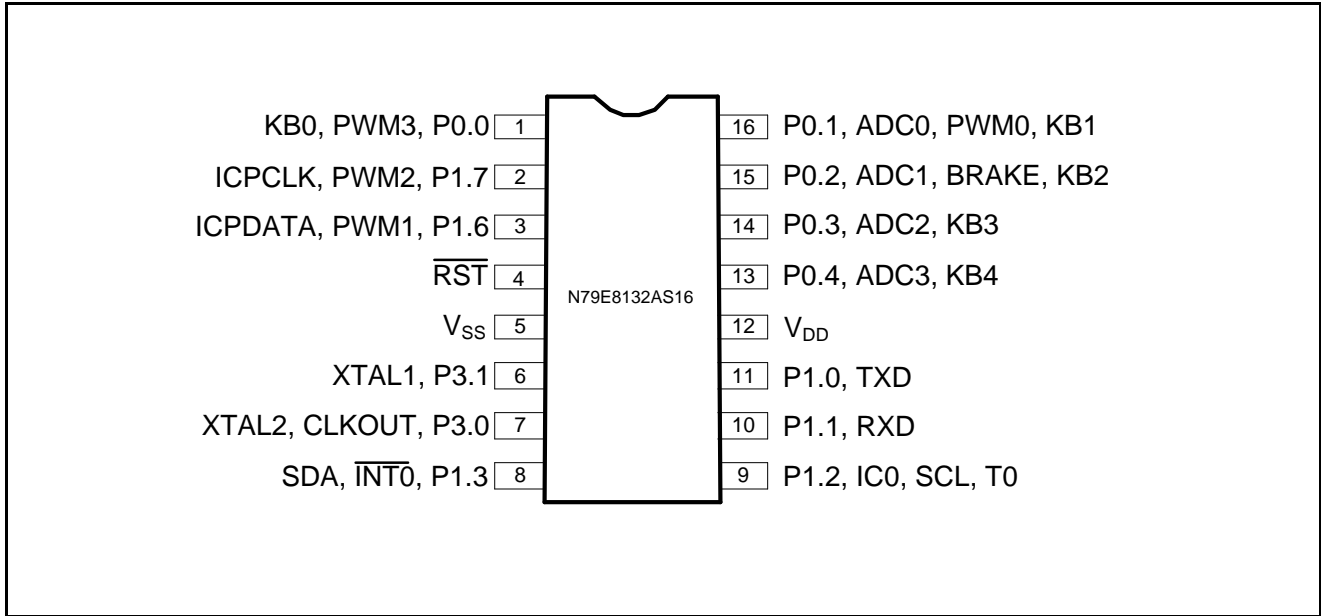 KB0, PWM3, P0.0 1
16 P0.1, ADC0, PWM0, KB1
ICPCLK, PWM2, P1.7 2
15 P0.2, ADC1, BRAKE, KB2
ICPDATA, PWM1, P1.6 3
14 P0.3, ADC2, KB3
R̅S̅T̅ 4
13 P0.4, ADC3, KB4
N79E8132AS16
VSS 5
12 VDD
XTAL1, P3.1 6
11 P1.0, TXD
XTAL2, CLKOUT, P3.0 7
10 P1.1, RXD
SDA, I̅N̅T̅0̅, P1.3 8
9 P1.2, IC0, SCL, T0